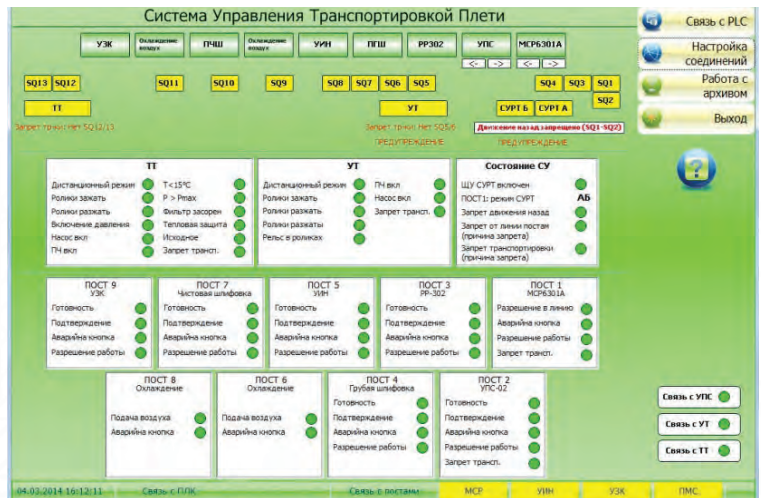 Система Управления Транспортировкой Плети
Связь с PLC
Настройка
соединений
Работа с
архивом
Выход
УЗК
Охлаждение
воздух
ПЧШ
Охлаждение
воздух
УИН
ПГШ
РР302
УПС
МСР6301А
<- -> <- ->
SQ13 SQ12 SQ11 SQ10 SQ9 SQ8 SQ7 SQ6 SQ5 SQ4 SQ3 SQ1
SQ2
ТТ
УТ
СУРТ Б СУРТ А
Запрет трнки: нет SQ12/13
Запрет трнки: нет SQ5/6
Движение назад запрещено (SQ1-SQ2)
ПРЕДУПРЕЖДЕНИЕ
ПРЕДУПРЕЖДЕНИЕ
ТТ
Дистанционный режим
Ролики зажать
Ролики разжать
Включение давления
Насос вкл
ПЧ вкл
Т<15°С
Р > Рmax
Фильтр засорен
Тепловая защита
Исходное
Запрет трансп.
УТ
Дистанционный режим
Ролики зажать
Ролики разжать
Ролики разжаты
Рельс в роликах
ПЧ вкл
Насос вкл
Запрет трансп.
Состояние СУ
ЩУ СУРТ включен
ПОСТ1: режим СУРТ АБ
Запрет движения назад
Запрет от линии постам
(причина запрета)
Запрет транспортировки
(причина запрета)
ПОСТ 9
УЗК
Готовность
Подтверждение
Аварийна кнопка
Разрешение работы
ПОСТ 7
Чистовая шлифовка
Готовность
Подтверждение
Аварийна кнопка
Разрешение работы
ПОСТ 5
УИН
Готовность
Подтверждение
Аварийна кнопка
Разрешение работы
ПОСТ 3
РР-302
Готовность
Подтверждение
Аварийна кнопка
Разрешение работы
ПОСТ 1
МСР6301А
Разрешение в линию
Аварийна кнопка
Разрешение работы
Запрет трансп.
ПОСТ 8
Охлаждение
Подача воздуха
Аварийна кнопка
ПОСТ 6
Охлаждение
Подача воздуха
Аварийна кнопка
ПОСТ 4
Грубая шлифовка
Готовность
Подтверждение
Аварийна кнопка
Разрешение работы
ПОСТ 2
УПС-02
Готовность
Подтверждение
Аварийна кнопка
Разрешение работы
Запрет трансп.
Связь с УПС
Связь с УТ
Связь с ТТ
04.03.2014 16:12/11 Связь с ПЛК Связь с постами МСР УИН УЗК ПМС